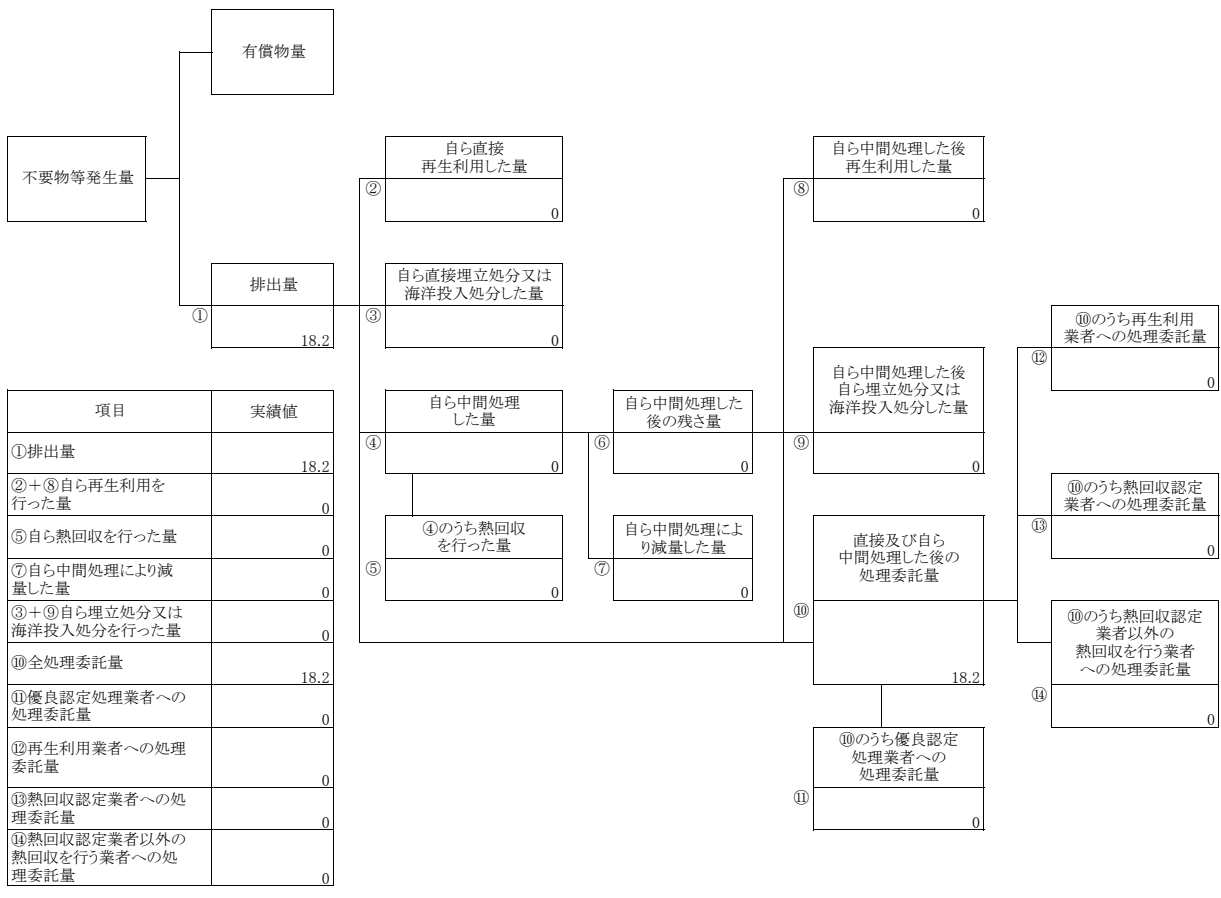 有償物量
不要物等発生量
排出量
①
18.2
自ら直接
再生利用した量
②
0
自ら直接埋立処分又は
海洋投入処分した量
③
0
自ら中間処理
した量
④
0
④のうち熱回収
を行った量
⑤
0
自ら中間処理した
後の残さ量
⑥
0
自ら中間処理によ
り減量した量
⑦
0
自ら中間処理した後
再生利用した量
⑧
0
自ら中間処理した後
自ら埋立処分又は
海洋投入処分した量
⑨
0
直接及び自ら
中間処理した後の
処理委託量
⑩
18.2
⑩のうち優良認定
処理業者への
処理委託量
⑪
0
⑩のうち再生利用
業者への処理委託量
⑫
0
⑩のうち熱回収認定
業者への処理委託量
⑬
0
⑩のうち熱回収認定
業者以外の
熱回収を行う業者
への処理委託量
⑭
0
項目 実績値
①排出量
18.2
②＋⑧自ら再生利用を
行った量
0
⑤自ら熱回収を行った量
0
⑦自ら中間処理により減
量した量
0
③＋⑨自ら埋立処分又は
海洋投入処分を行った量
0
⑩全処理委託量
18.2
⑪優良認定処理業者への
処理委託量
0
⑫再生利用業者への処理
委託量
0
⑬熱回収認定業者への処
理委託量
0
⑭熱回収認定業者以外の
熱回収を行う業者への処
理委託量
0